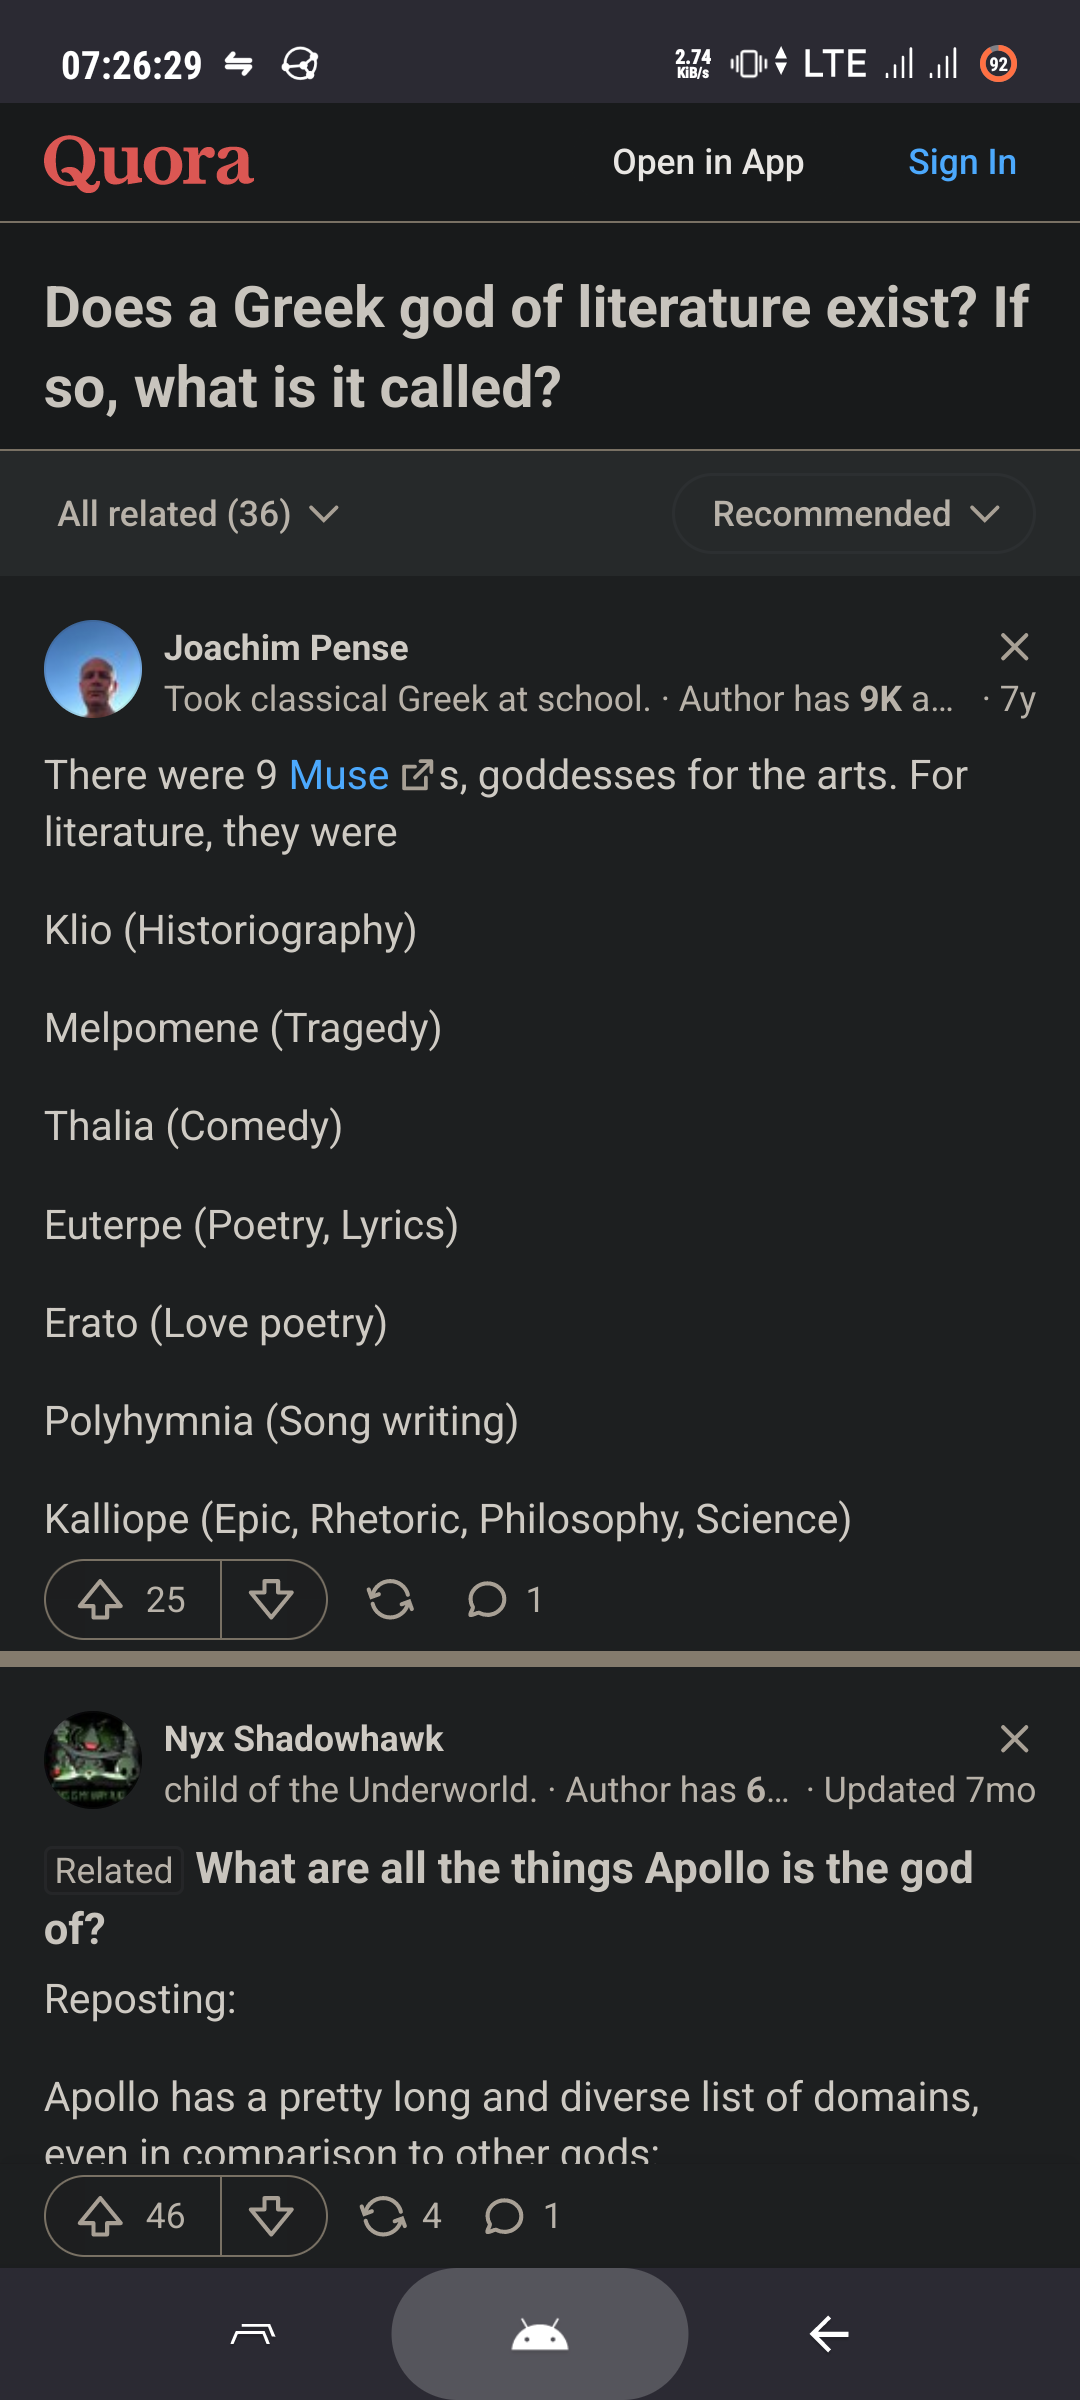 07:26:29 2.74 KiB/s LTE 92
Quora Open in App Sign In
Does a Greek god of literature exist? If
so, what is it called?
All related (36) Recommended
Joachim Pense
Took classical Greek at school. · Author has 9K a... · 7y
There were 9 Muse s, goddesses for the arts. For
literature, they were
Klio (Historiography)
Melpomene (Tragedy)
Thalia (Comedy)
Euterpe (Poetry, Lyrics)
Erato (Love poetry)
Polyhymnia (Song writing)
Kalliope (Epic, Rhetoric, Philosophy, Science)
25 1
Nyx Shadowhawk
child of the Underworld. · Author has 6... · Updated 7mo
Related What are all the things Apollo is the god
of?
Reposting:
Apollo has a pretty long and diverse list of domains,
even in comparison to other gods:
46 4 1